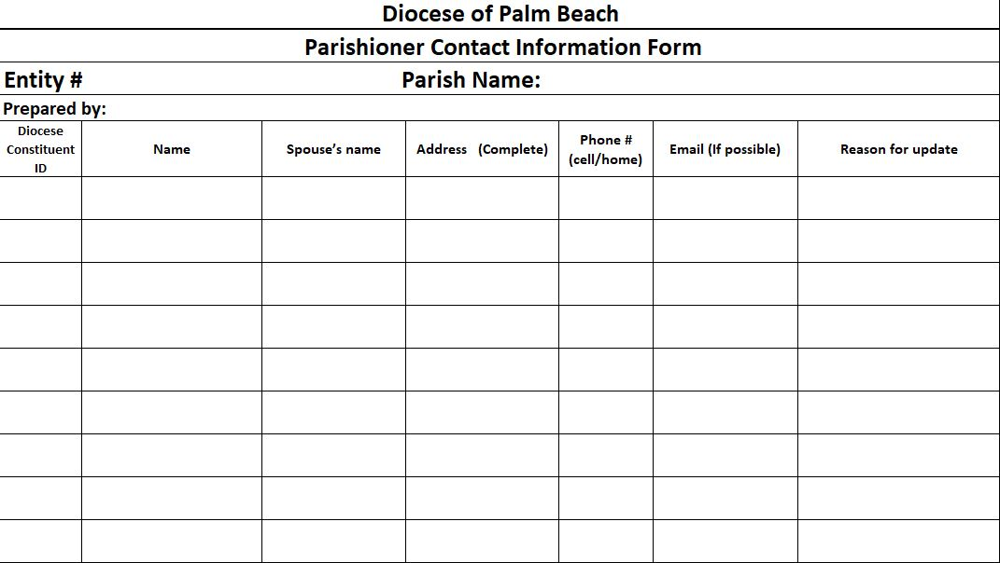 Diocese of Palm Beach
Parishioner Contact Information Form
Entity # Parish Name:
Prepared by:
Diocese
Constituent
ID
Name
Spouse’s name
Address (Complete)
Phone #
(cell/home)
Email (If possible)
Reason for update